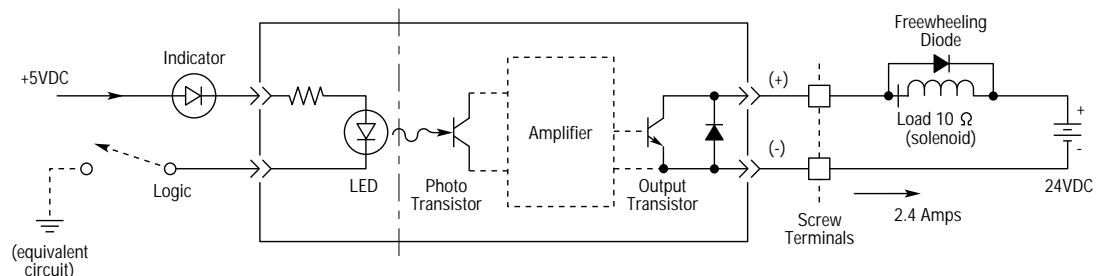 Freewheeling
Diode
Indicator
+5VDC
(+)
+
Load 10 Ω
(solenoid)
Amplifier
-
(-)
Logic
LED
Photo
Transistor
Output
Transistor
24VDC
2.4 Amps
Screw
Terminals
(equivalent
circuit)